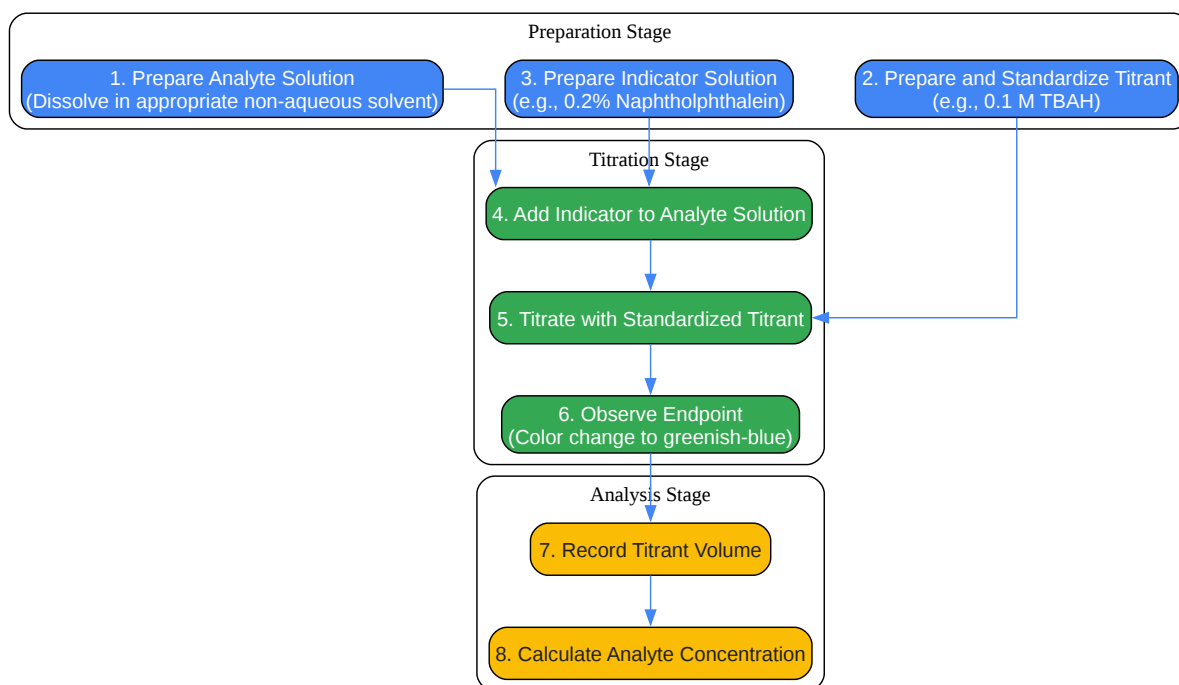 Preparation Stage
1. Prepare Analyte Solution
(Dissolve in appropriate non-aqueous solvent)
3. Prepare Indicator Solution
(e.g., 0.2% Naphtholphthalein)
2. Prepare and Standardize Titrant
(e.g., 0.1 M TBAH)
Titration Stage
4. Add Indicator to Analyte Solution
5. Titrate with Standardized Titrant
6. Observe Endpoint
(Color change to greenish-blue)
Analysis Stage
7. Record Titrant Volume
8. Calculate Analyte Concentration